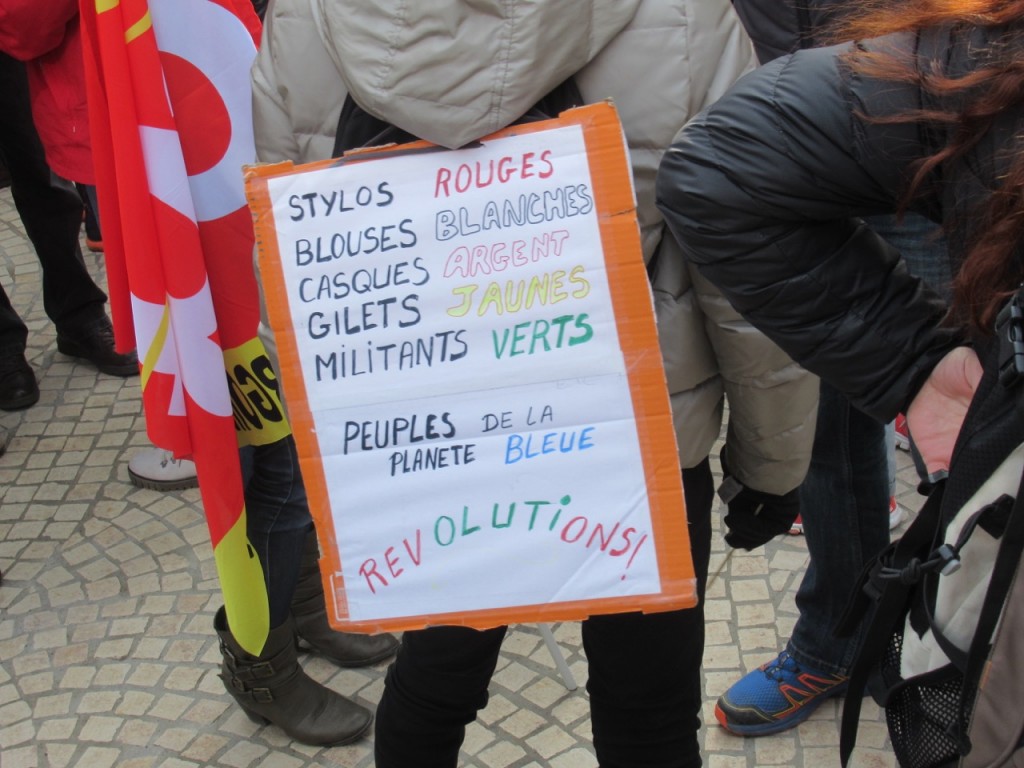 STYLOS ROUGES
BLOUSES BLANCHES
CASQUES ARGENT
GILETS JAUNES
MILITANTS VERTS
PEUPLES DE LA
PLANETE BLEUE
REVOLUTiONS!